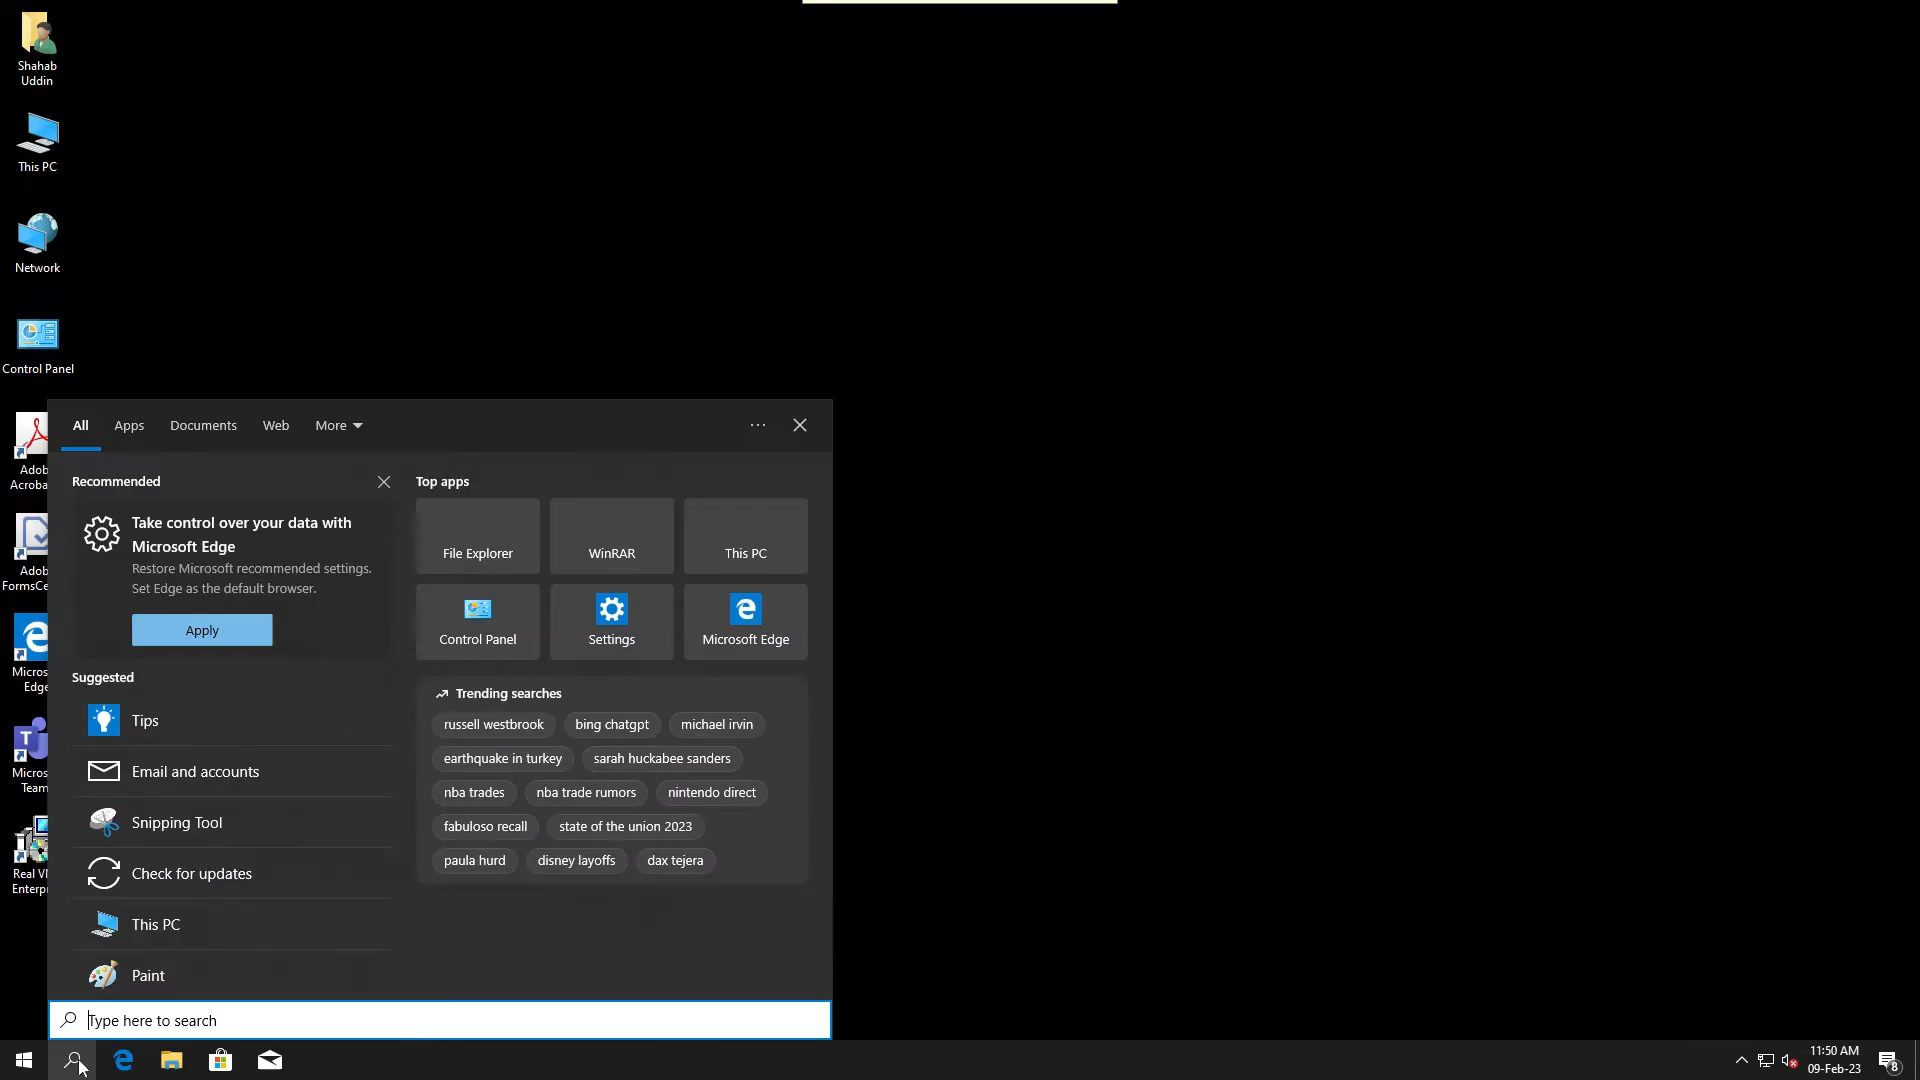 Shahab
Uddin
This PC
Network
Control Panel
Adob
Acroba
Adob
FormsCe
Micros
Edge
Micros
Team
Real VN
Enterp
All
Apps
Documents
Web
More
Recommended
Take control over your data with
Microsoft Edge
Restore Microsoft recommended settings.
Set Edge as the default browser.
Apply
Suggested
Tips
Email and accounts
Snipping Tool
Check for updates
This PC
Paint
Top apps
File Explorer
WinRAR
This PC
Control Panel
Settings
Microsoft Edge
Trending searches
russell westbrook
bing chatgpt
michael irvin
earthquake in turkey
sarah huckabee sanders
nba trades
nba trade rumors
nintendo direct
fabuloso recall
state of the union 2023
paula hurd
disney layoffs
dax tejera
Type here to search
11:50 AM
09-Feb-23
8